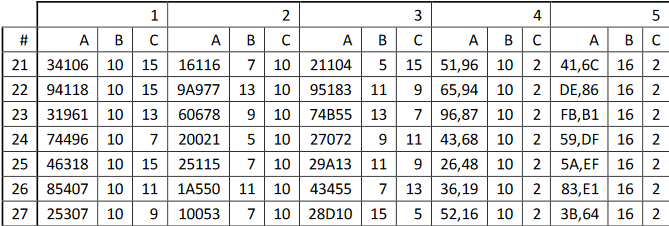 1 2 3 4 5
# A B C A B C A B C A B C A B C
21 34106 10 15 16116 7 10 21104 5 15 51,96 10 2 41,6C 16 2
22 94118 10 15 9A977 13 10 95183 11 9 65,94 10 2 DE,86 16 2
23 31961 10 13 60678 9 10 74B55 13 7 96,87 10 2 FB,B1 16 2
24 74496 10 7 20021 5 10 27072 9 11 43,68 10 2 59,DF 16 2
25 46318 10 15 25115 7 10 29A13 11 9 26,48 10 2 5A,EF 16 2
26 85407 10 11 1A550 11 10 43455 7 13 36,19 10 2 83,E1 16 2
27 25307 10 9 10053 7 10 28D10 15 5 52,16 10 2 3B,64 16 2